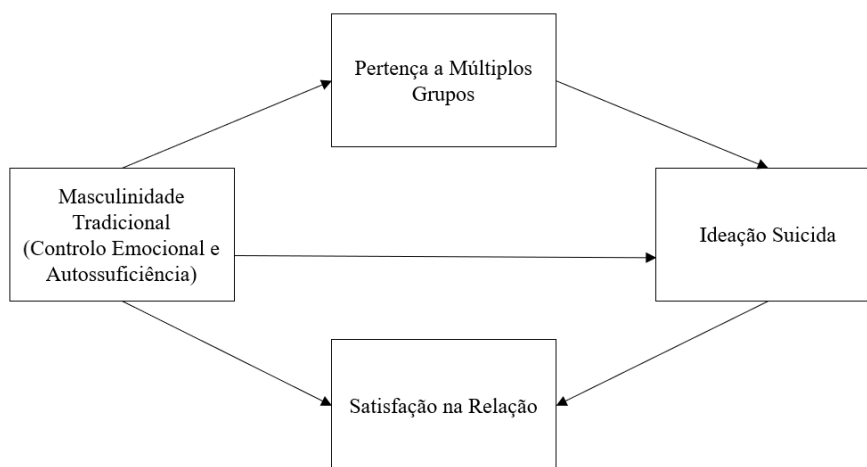 Pertença a Múltiplos
Grupos
Masculinidade
Tradicional
(Controlo Emocional e
Autossuficiência)
Ideação Suicida
Satisfação na Relação